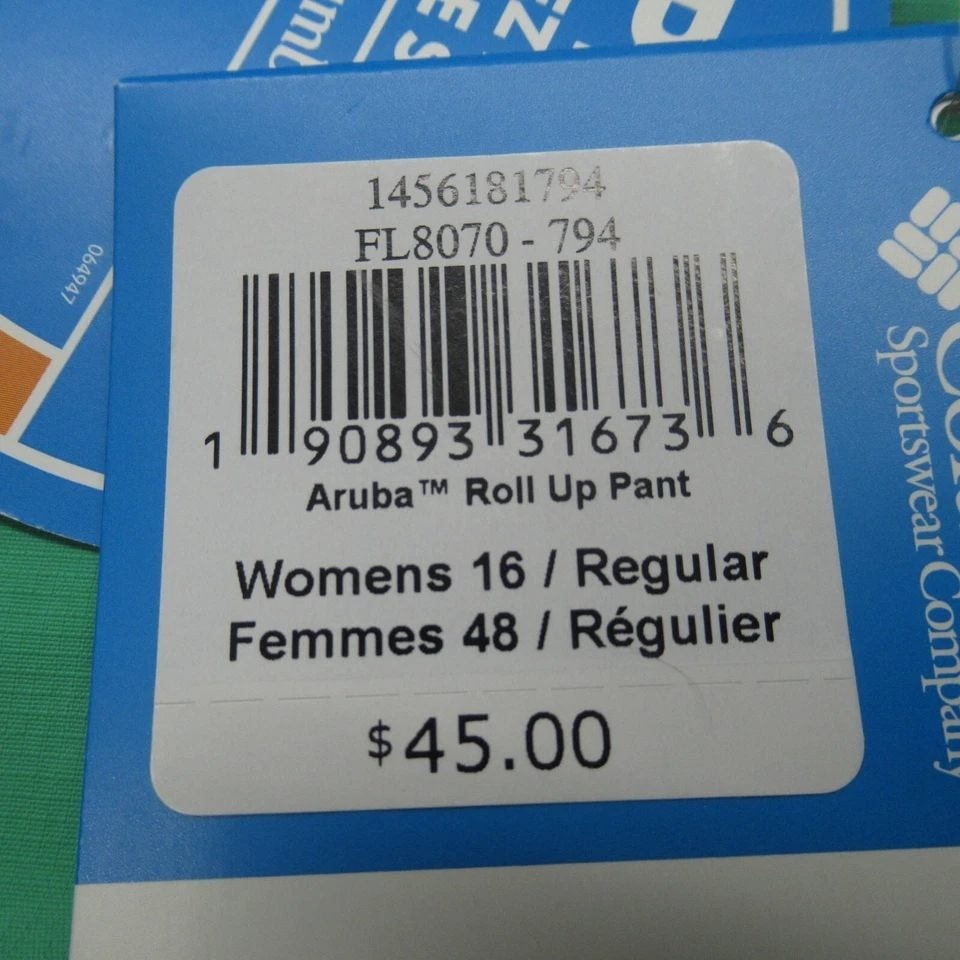 1456181794
FL8070 - 794
1 90893 31673 6
Aruba™ Roll Up Pant
Womens 16 / Regular
Femmes 48 / Régulier
$45.00
Sportswear Company
064947